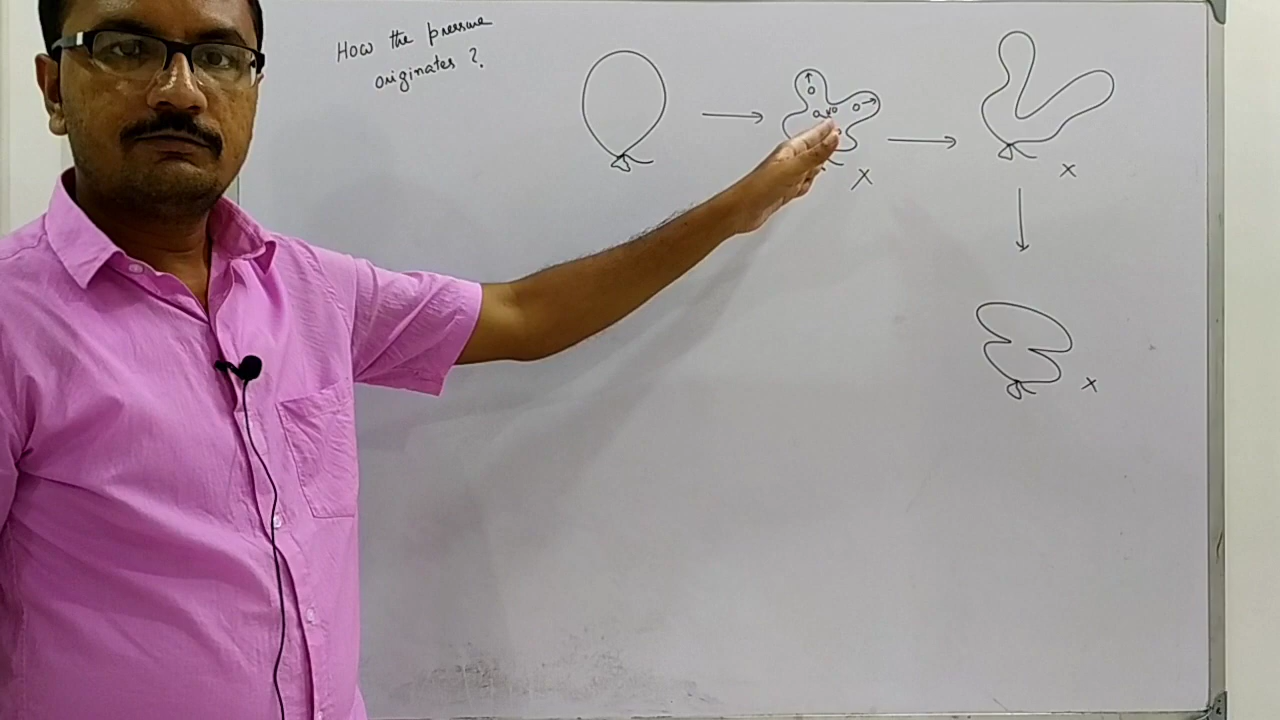 How the pressure
originates ?
x
x
x